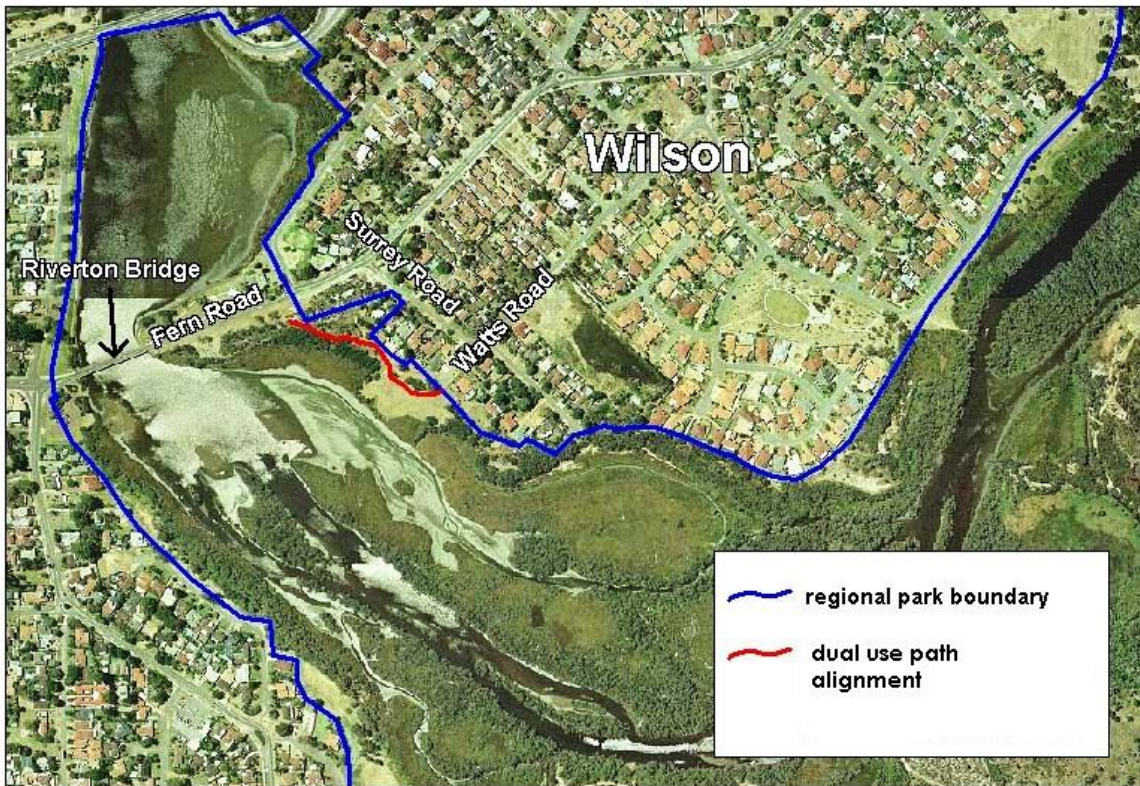 Wilson
Surrey Road
Riverton Bridge
Fern Road
Watts Road
regional park boundary
dual use path
alignment